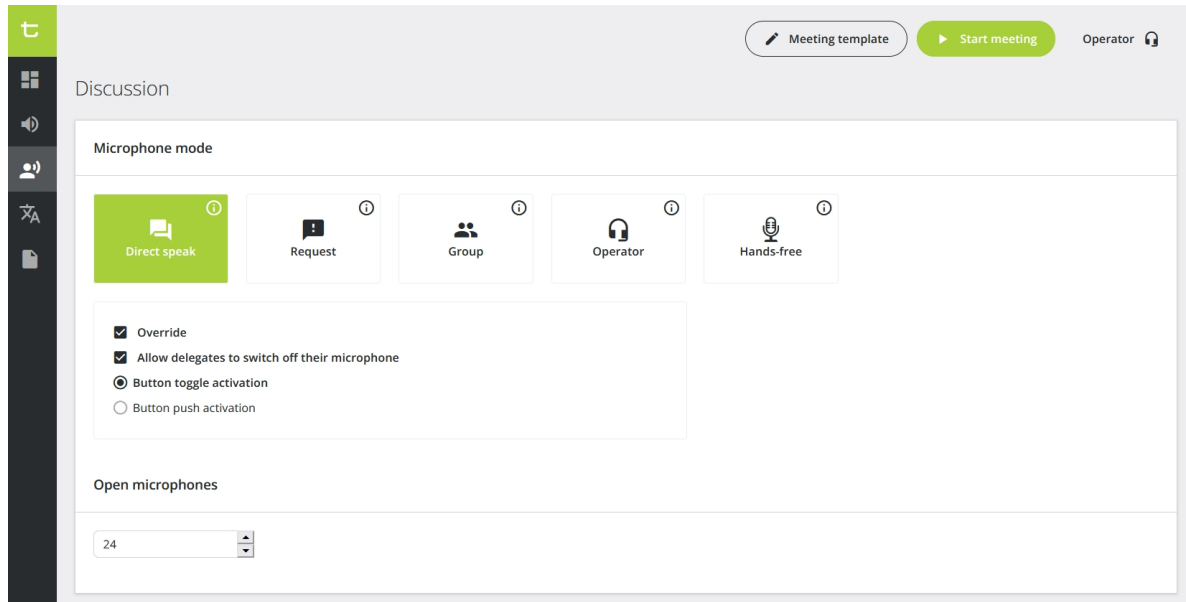 Meeting template
Start meeting
Operator
Discussion
Microphone mode
Direct speak
Request
Group
Operator
Hands-free
Override
Allow delegates to switch off their microphone
Button toggle activation
Button push activation
Open microphones
24